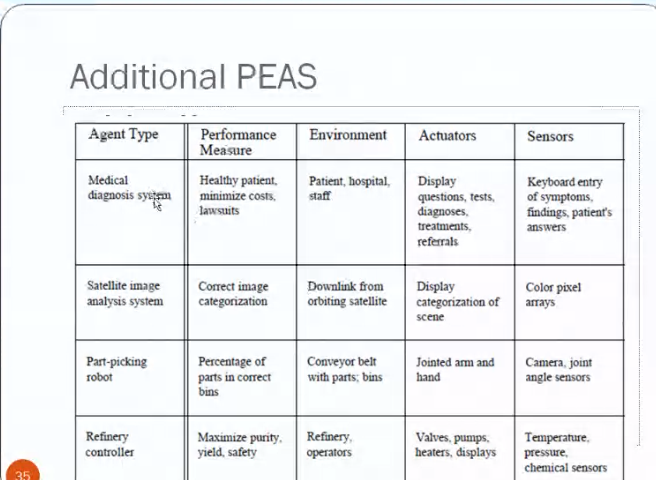 Additional PEAS
Agent Type
Performance
Measure
Environment
Actuators
Sensors
Medical
diagnosis system
Healthy patient,
minimize costs,
lawsuits
Patient, hospital,
staff
Display
questions, tests,
diagnoses,
treatments,
referrals
Keyboard entry
of symptoms,
findings, patient's
answers
Satellite image
analysis system
Correct image
categorization
Downlink from
orbiting satellite
Display
categorization of
scene
Color pixel
arrays
Part-picking
robot
Percentage of
parts in correct
bins
Conveyor belt
with parts; bins
Jointed arm and
hand
Camera, joint
angle sensors
Refinery
controller
Maximize purity,
yield, safety
Refinery,
operators
Valves, pumps,
heaters, displays
Temperature,
pressure,
chemical sensors
35